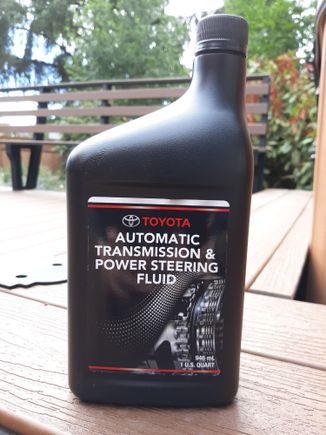 TOYOTA
AUTOMATIC
TRANSMISSION &
POWER STEERING
FLUID
946 mL
1 U.S. QUART